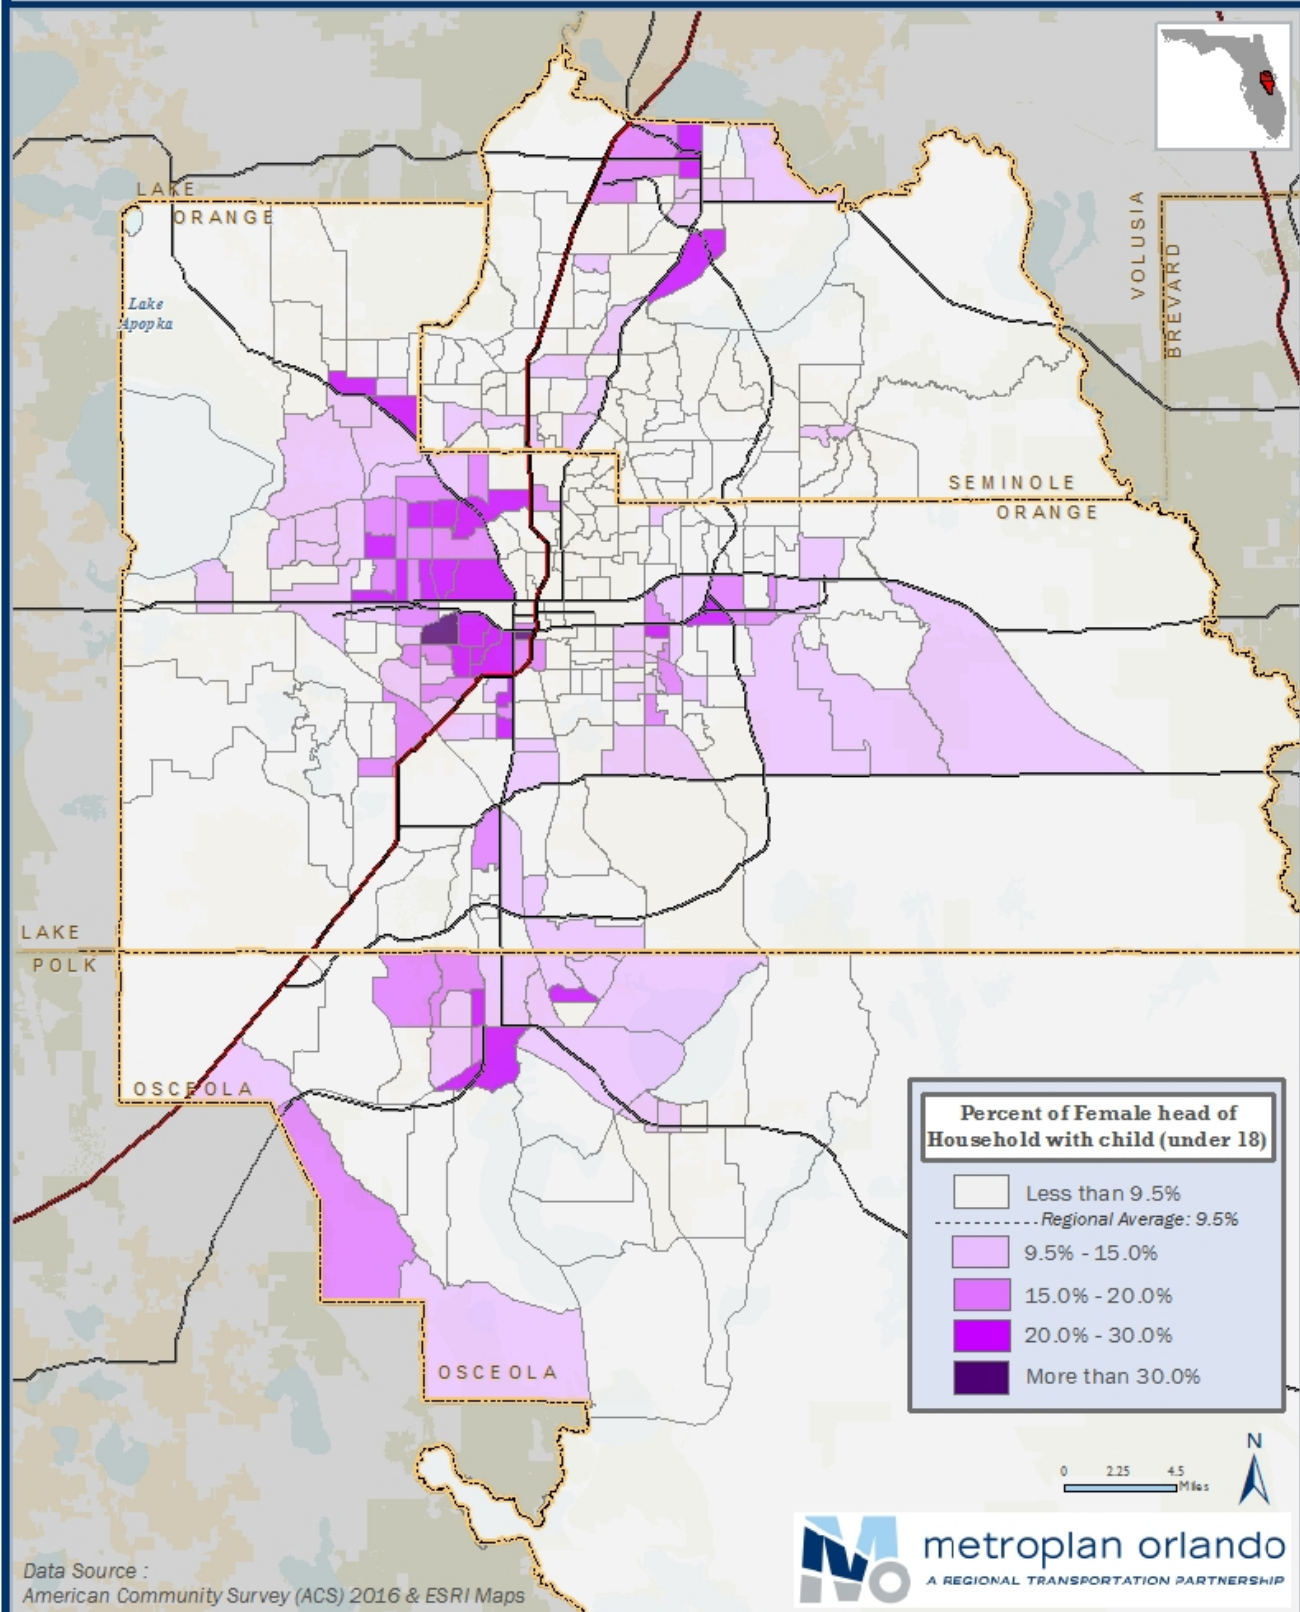 LAKE
ORANGE
Lake
Apopka
VOLUSIA
BREVARD
SEMINOLE
ORANGE
LAKE
POLK
OSCEOLA
OSCEOLA
Percent of Female head of
Household with child (under 18)
Less than 9.5%
Regional Average: 9.5%
9.5% - 15.0%
15.0% - 20.0%
20.0% - 30.0%
More than 30.0%
N
0 2.25 4.5
Miles
metroplan orlando
A REGIONAL TRANSPORTATION PARTNERSHIP
Data Source :
American Community Survey (ACS) 2016 & ESRI Maps